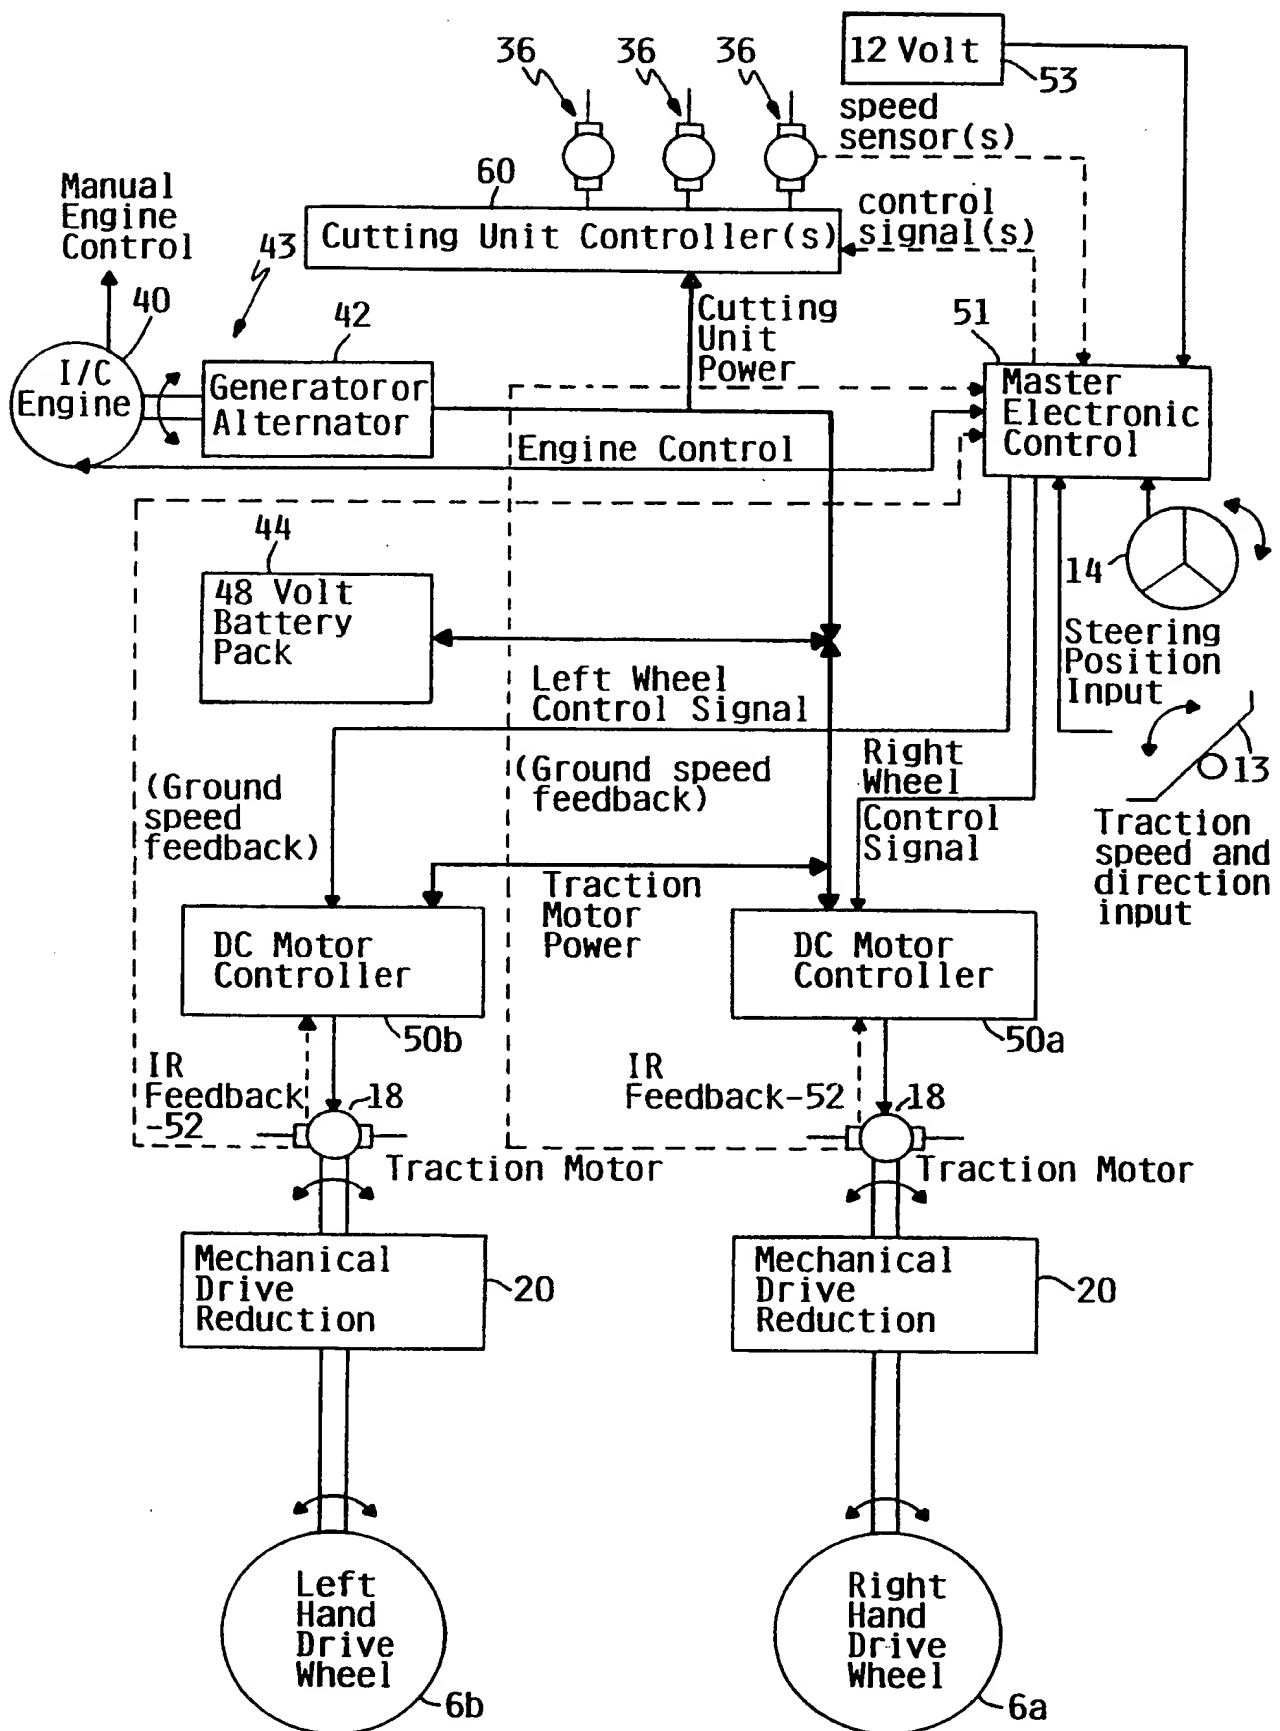 36
36
36
12 Volt
53
speed
sensor(s)
60
Manual
Engine
Control
control
signal(s)
Cutting Unit Controller(s)
43
40
42
Cutting
Unit
Power
51
I/C
Engine
Generatoror
Alternator
Master
Electronic
Control
Engine Control
44
48 Volt
Battery
Pack
14
Steering
Position
Input
Left Wheel
Control Signal
Right
Wheel
Control
Signal
13
(Ground
speed
feedback)
(Ground speed
feedback)
Traction
speed and
direction
input
Traction
Motor
Power
DC Motor
Controller
DC Motor
Controller
50b
50a
IR
Feedback
-52
18
IR
Feedback-52
18
Traction Motor
Traction Motor
Mechanical
Drive
Reduction
20
Mechanical
Drive
Reduction
20
Left
Hand
Drive
Wheel
6b
Right
Hand
Drive
Wheel
6a